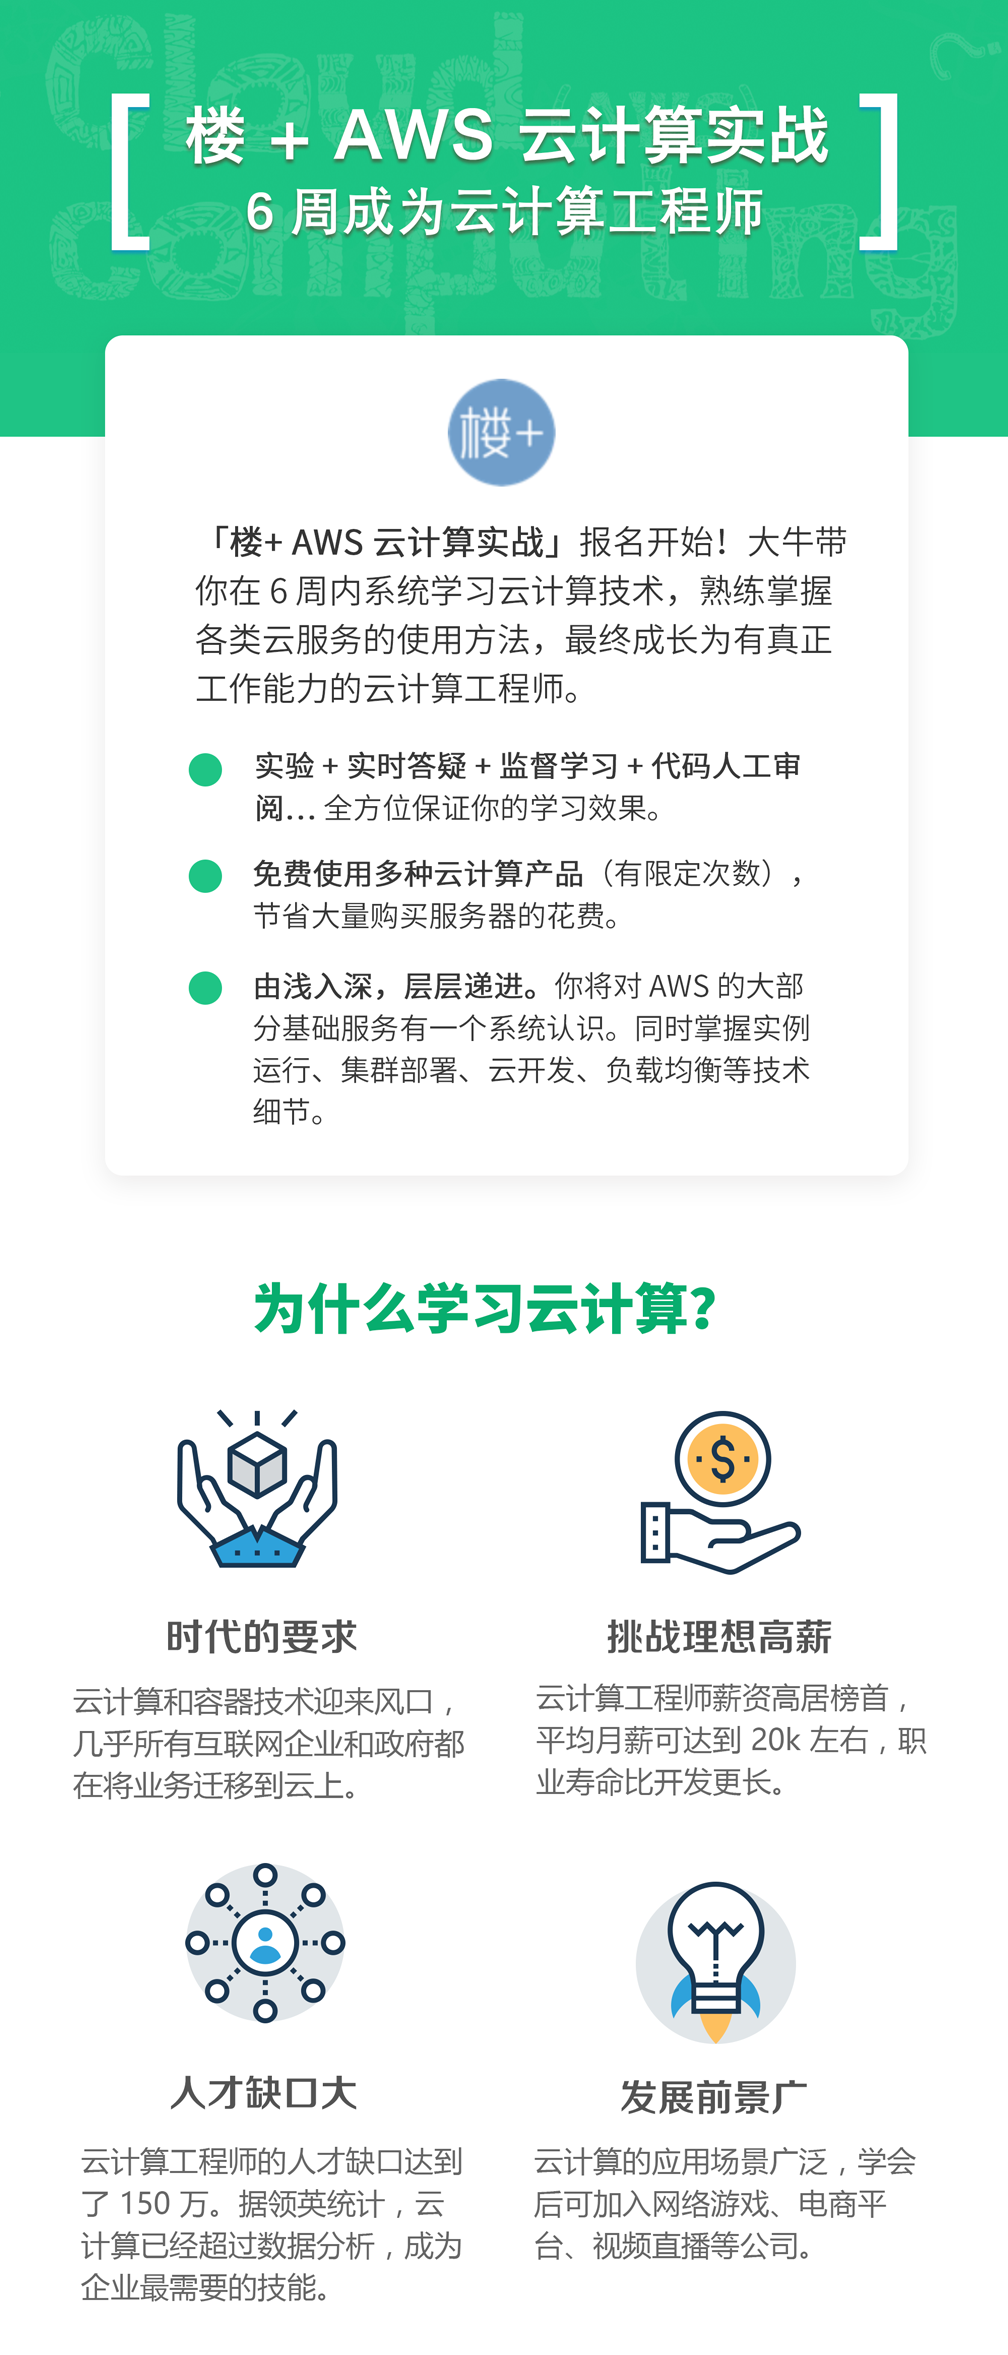 Cloud
(AWS)
?
computing
楼 + AWS 云计算实战
6 周成为云计算工程师
楼+
「楼+ AWS 云计算实战」报名开始！大牛带
你在 6 周内系统学习云计算技术，熟练掌握
各类云服务的使用方法，最终成长为有真正
工作能力的云计算工程师。
实验 + 实时答疑 + 监督学习 + 代码人工审
阅... 全方位保证你的学习效果。
免费使用多种云计算产品（有限定次数），
节省大量购买服务器的花费。
由浅入深，层层递进。你将对 AWS 的大部
分基础服务有一个系统认识。同时掌握实例
运行、集群部署、云开发、负载均衡等技术
细节。
为什么学习云计算？
时代的要求
云计算和容器技术迎来风口，
几乎所有互联网企业和政府都
在将业务迁移到云上。
挑战理想高薪
云计算工程师薪资高居榜首，
平均月薪可达到 20k 左右，职
业寿命比开发更长。
人才缺口大
云计算工程师的人才缺口达到
了 150 万。据领英统计，云
计算已经超过数据分析，成为
企业最需要的技能。
发展前景广
云计算的应用场景广泛，学会
后可加入网络游戏、电商平
台、视频直播等公司。